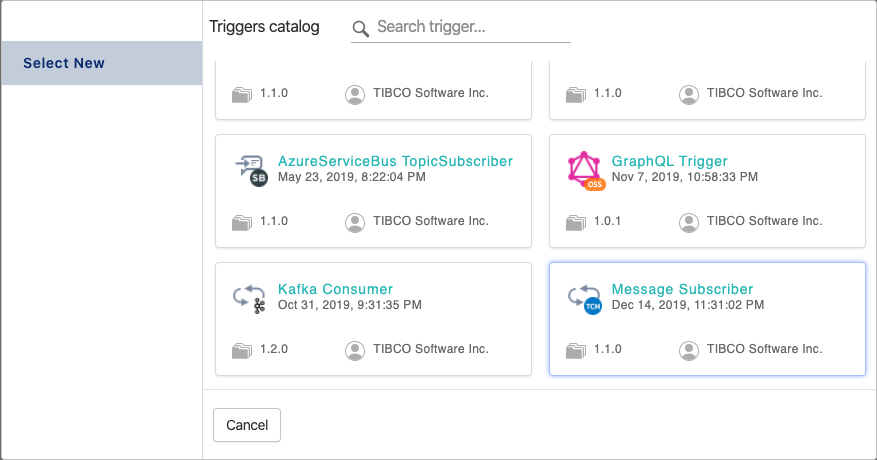 Triggers catalog
Search trigger...
Select New
1.1.0
TIBCO Software Inc.
1.1.0
TIBCO Software Inc.
AzureServiceBus TopicSubscriber
May 23, 2019, 8:22:04 PM
SB
1.1.0
TIBCO Software Inc.
GraphQL Trigger
Nov 7, 2019, 10:58:33 PM
OSS
1.0.1
TIBCO Software Inc.
Kafka Consumer
Oct 31, 2019, 9:31:35 PM
1.2.0
TIBCO Software Inc.
Message Subscriber
Dec 14, 2019, 11:31:02 PM
TCM
1.1.0
TIBCO Software Inc.
Cancel